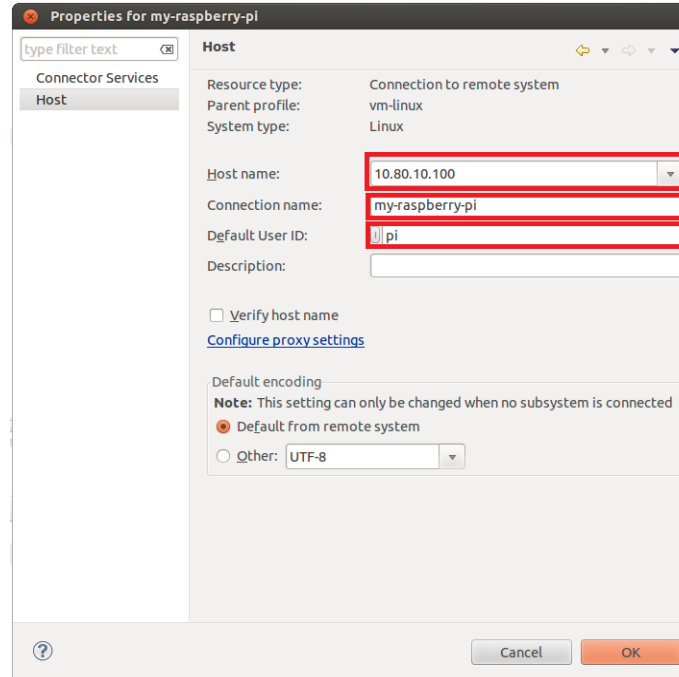 Properties for my-raspberry-pi
type filter text
Connector Services
Host
Host
Resource type: Connection to remote system
Parent profile: vm-linux
System type: Linux
Host name: 10.80.10.100
Connection name: my-raspberry-pi
Default User ID: pi
Description:
Verify host name
Configure proxy settings
Default encoding
Note: This setting can only be changed when no subsystem is connected
Default from remote system
Other: UTF-8
? Cancel OK